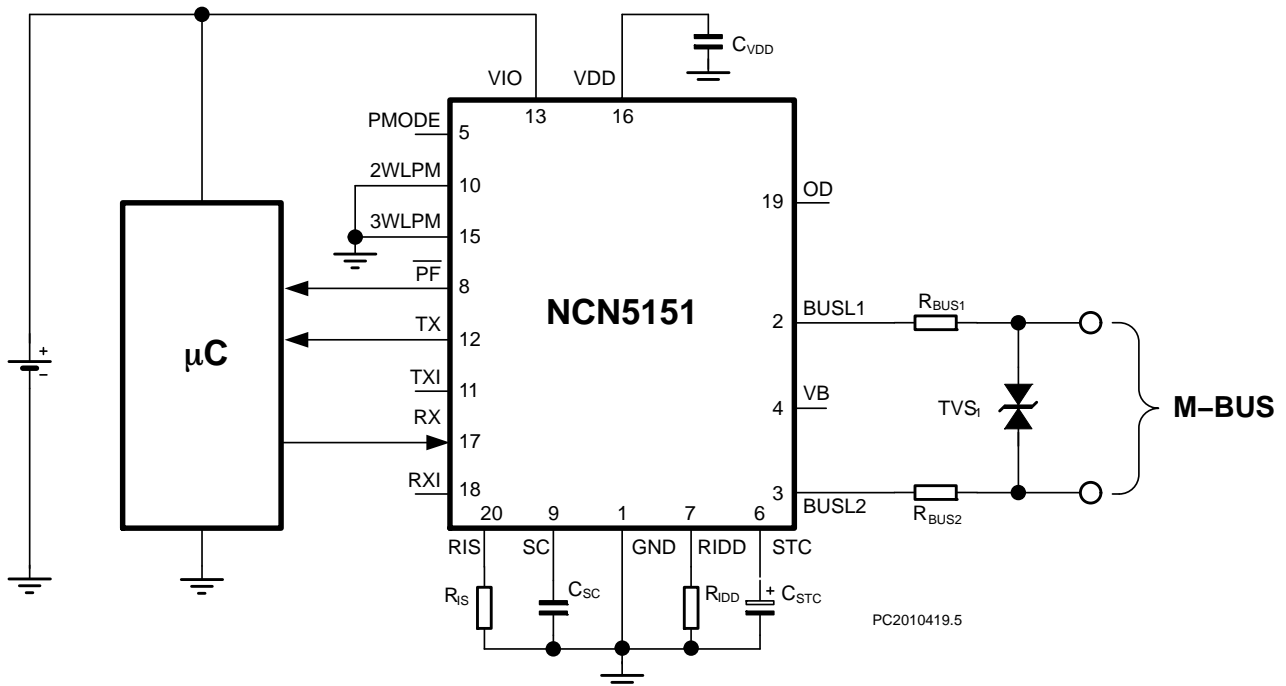 C_VDD
VIO
VDD
13
16
PMODE
5
2WLPM
10
3WLPM
15
PF
8
TX
12
TXI
11
RX
17
RXI
18
μC
+
−
NCN5151
19
OD
2
BUSL1
R_BUS1
4
VB
TVS1
M−BUS
3
BUSL2
R_BUS2
20
9
1
7
6
RIS
SC
GND
RIDD
STC
R_IS
C_SC
R_IDD
+
C_STC
PC2010419.5